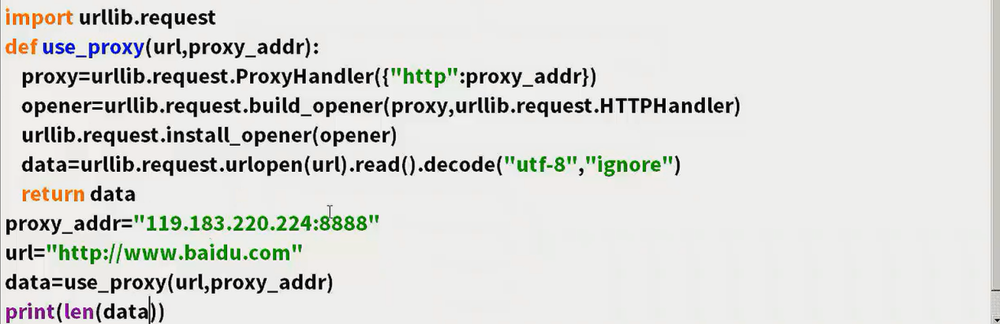 import urllib.request
def use_proxy(url,proxy_addr):
    proxy=urllib.request.ProxyHandler({"http":proxy_addr})
    opener=urllib.request.build_opener(proxy,urllib.request.HTTPHandler)
    urllib.request.install_opener(opener)
    data=urllib.request.urlopen(url).read().decode("utf-8","ignore")
    return data
proxy_addr="119.183.220.224:8888"
url="http://www.baidu.com"
data=use_proxy(url,proxy_addr)
print(len(data))